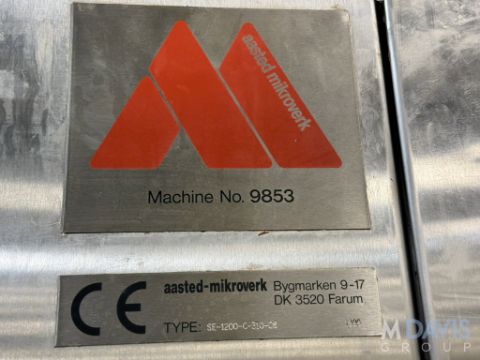 aasted mikroverk
Machine No. 9853
CE
aasted-mikroverk Bygmarken 9-17
DK 3520 Farum
TYPE: SE-1200-C-310-CH
M DAVIS
GROUP